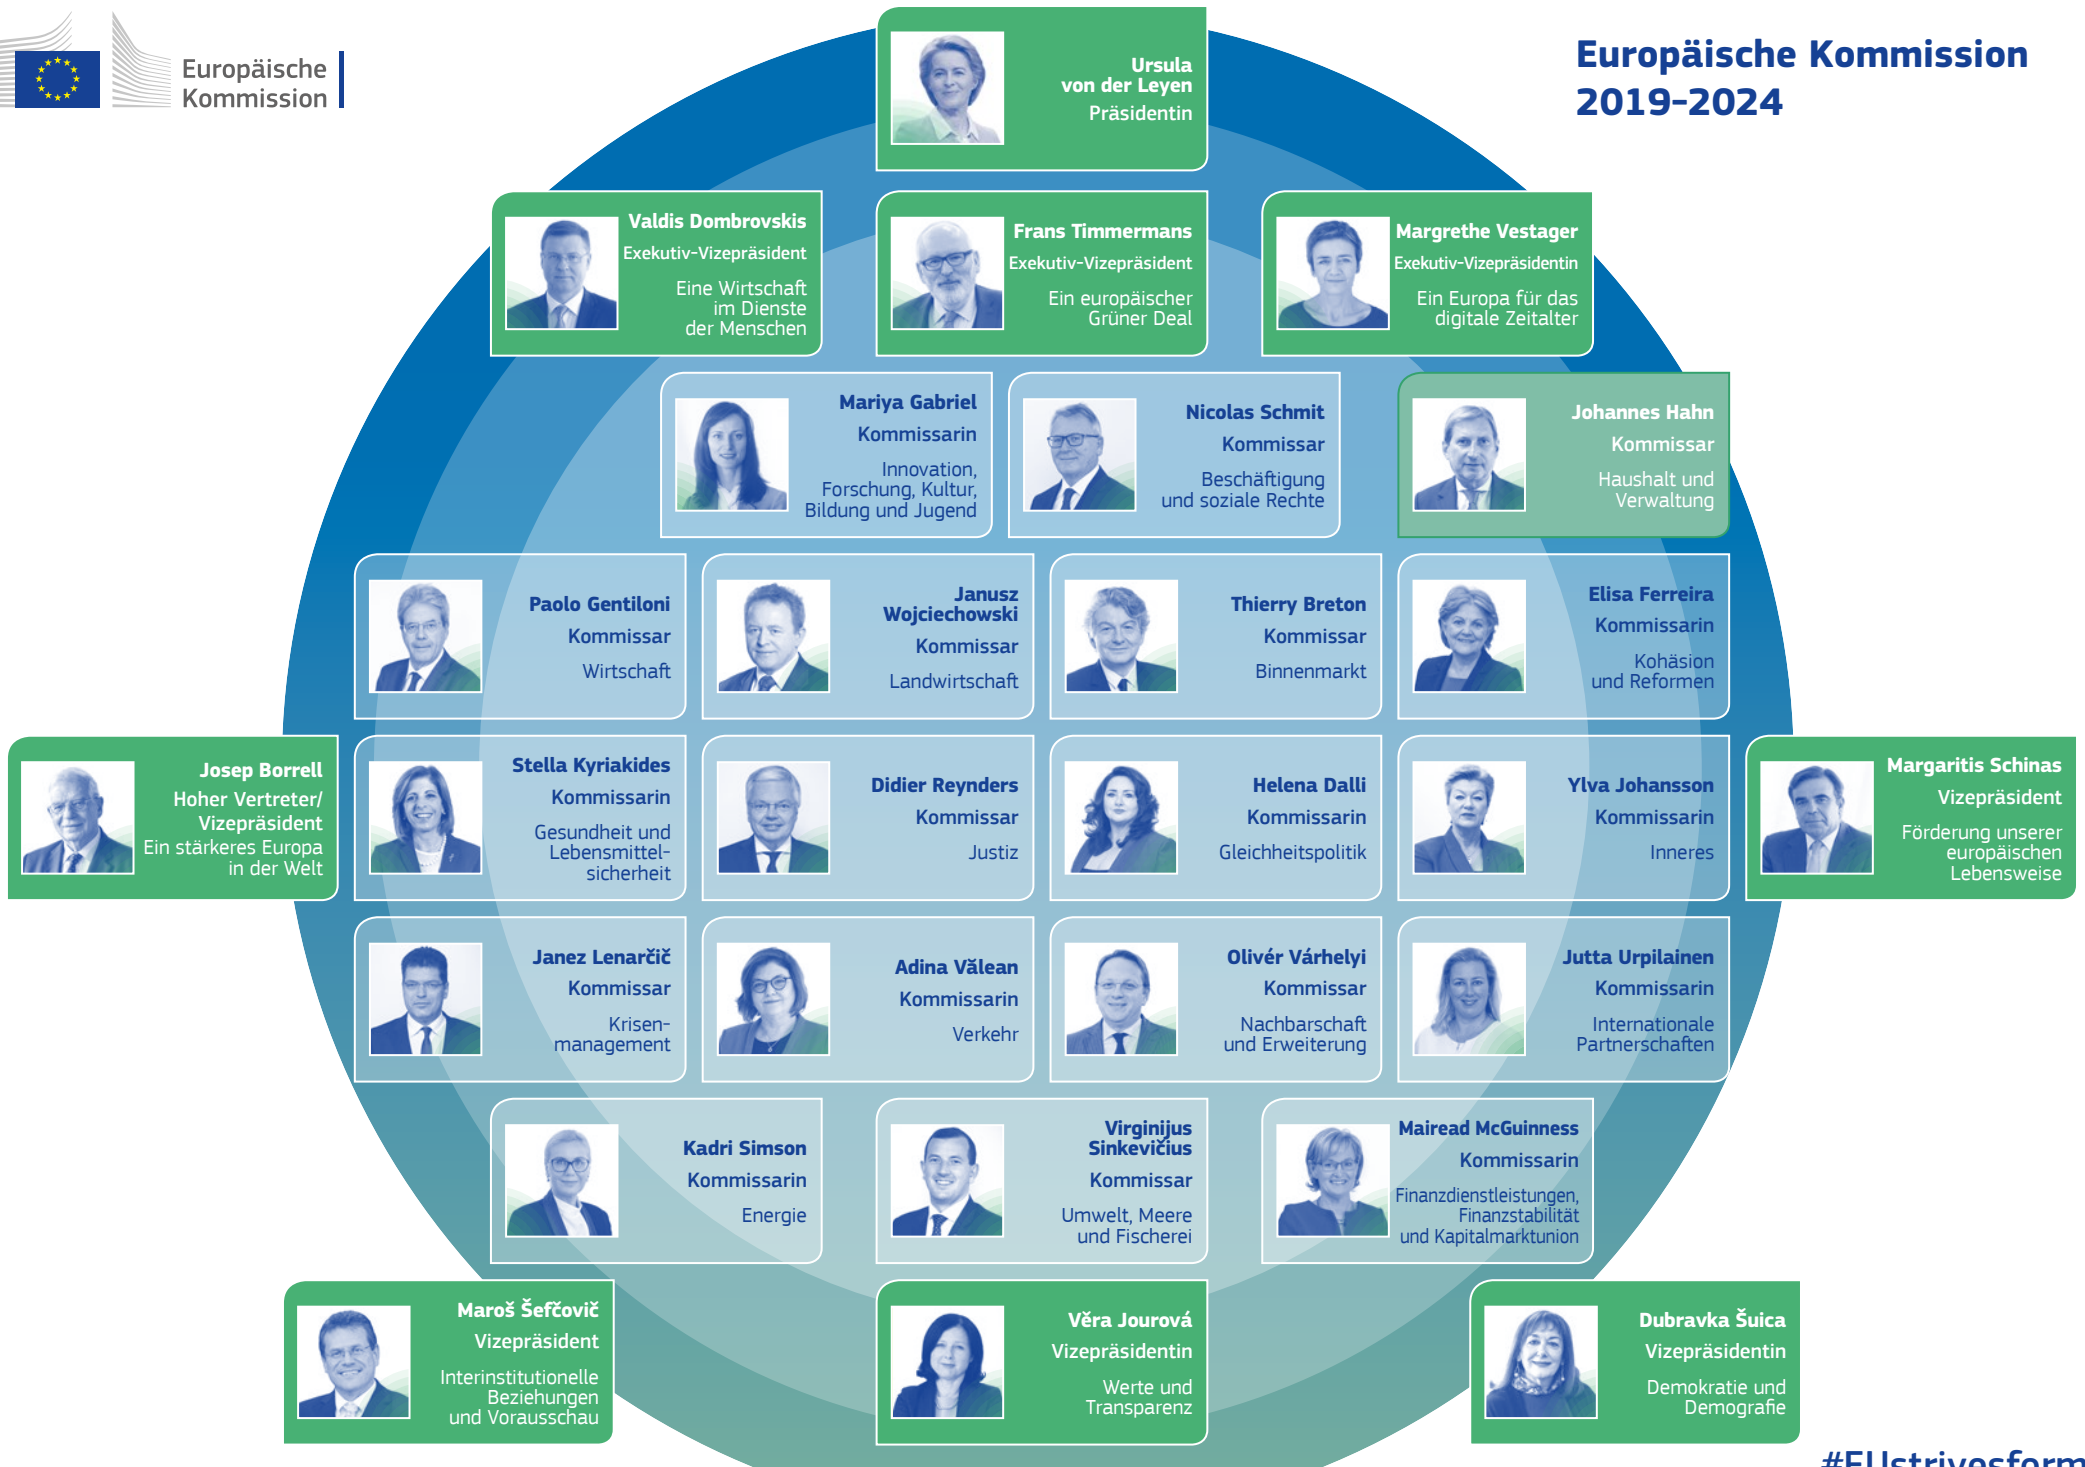 Europäische
Kommission
Europäische Kommission
2019-2024
Ursula
von der Leyen
Präsidentin
Valdis Dombrovskis
Exekutiv-Vizepräsident
Eine Wirtschaft
im Dienste
der Menschen
Frans Timmermans
Exekutiv-Vizepräsident
Ein europäischer
Grüner Deal
Margrethe Vestager
Exekutiv-Vizepräsidentin
Ein Europa für das
digitale Zeitalter
Mariya Gabriel
Kommissarin
Innovation,
Forschung, Kultur,
Bildung und Jugend
Nicolas Schmit
Kommissar
Beschäftigung
und soziale Rechte
Johannes Hahn
Kommissar
Haushalt und
Verwaltung
Paolo Gentiloni
Kommissar
Wirtschaft
Janusz
Wojciechowski
Kommissar
Landwirtschaft
Thierry Breton
Kommissar
Binnenmarkt
Elisa Ferreira
Kommissarin
Kohäsion
und Reformen
Josep Borrell
Hoher Vertreter/
Vizepräsident
Ein stärkeres Europa
in der Welt
Stella Kyriakides
Kommissarin
Gesundheit und
Lebensmittel-
sicherheit
Didier Reynders
Kommissar
Justiz
Helena Dalli
Kommissarin
Gleichheitspolitik
Ylva Johansson
Kommissarin
Inneres
Margaritis Schinas
Vizepräsident
Förderung unserer
europäischen
Lebensweise
Janez Lenarčič
Kommissar
Krisen-
management
Adina Vălean
Kommissarin
Verkehr
Olivér Várhelyi
Kommissar
Nachbarschaft
und Erweiterung
Jutta Urpilainen
Kommissarin
Internationale
Partnerschaften
Kadri Simson
Kommissarin
Energie
Virginijus
Sinkevičius
Kommissar
Umwelt, Meere
und Fischerei
Mairead McGuinness
Kommissarin
Finanzdienstleistungen,
Finanzstabilität
und Kapitalmarktunion
Maroš Šefčovič
Vizepräsident
Interinstitutionelle
Beziehungen
und Vorausschau
Věra Jourová
Vizepräsidentin
Werte und
Transparenz
Dubravka Šuica
Vizepräsidentin
Demokratie und
Demografie
#EUstrivesform